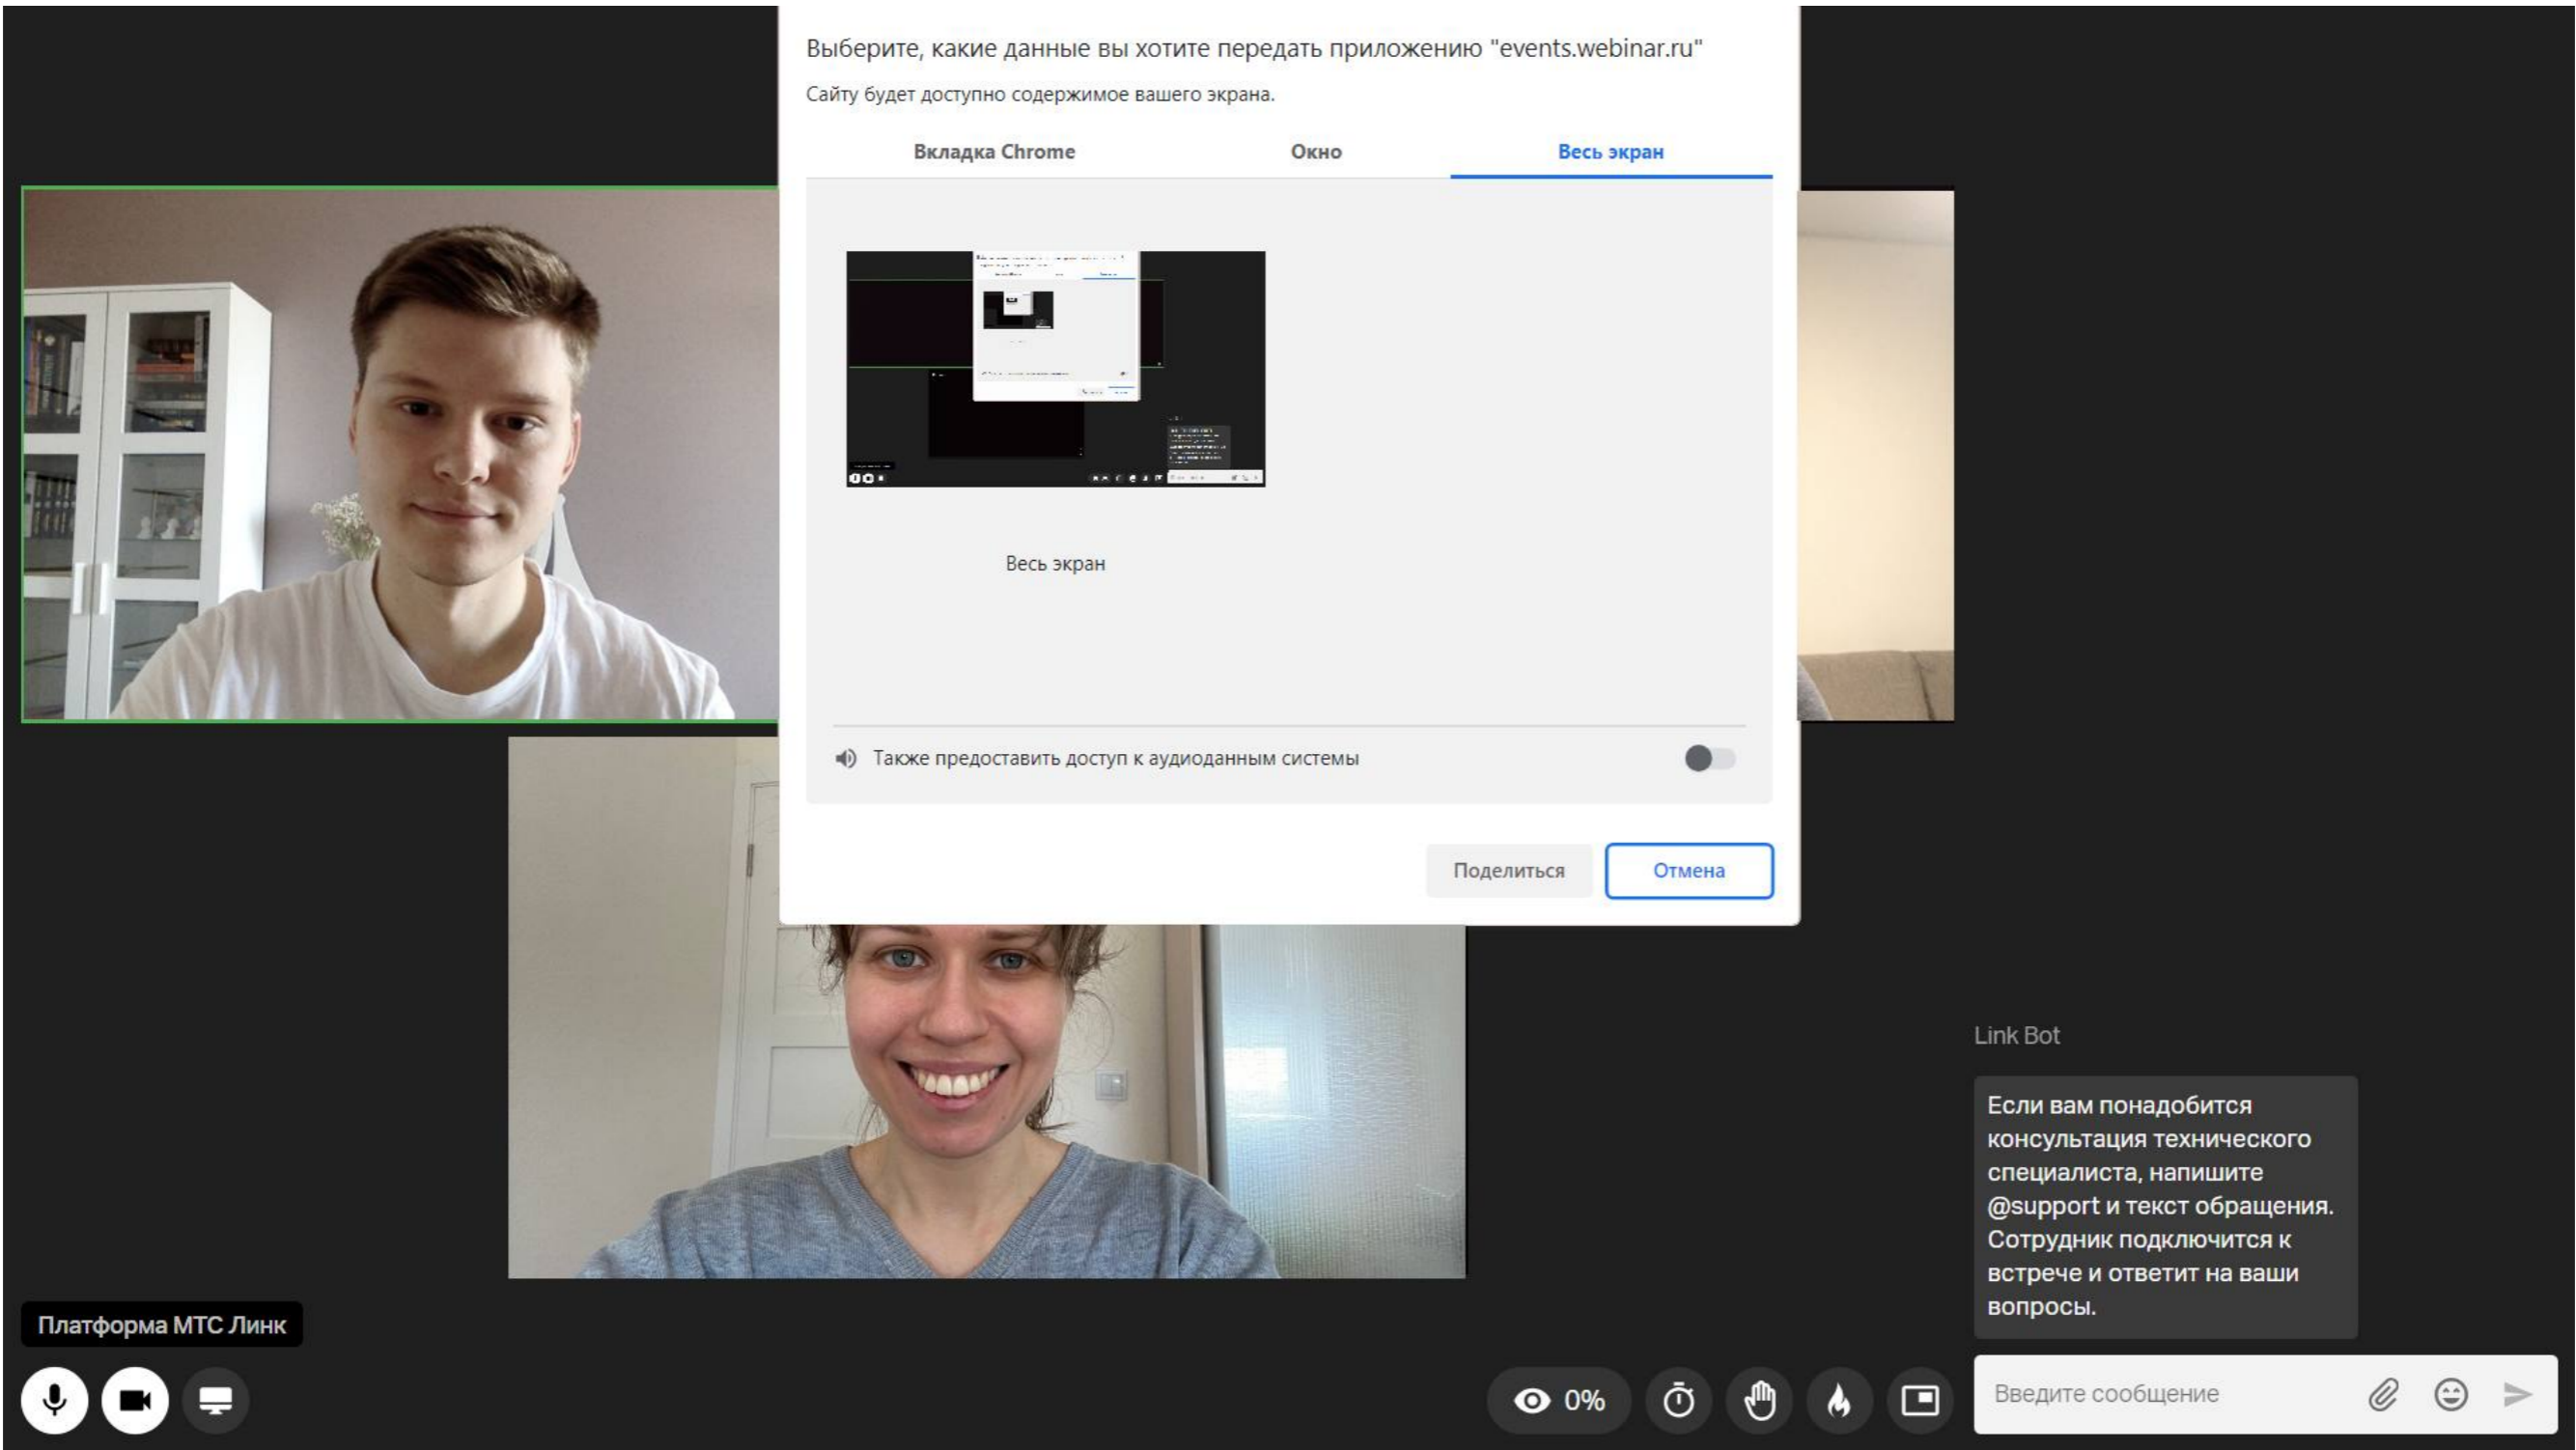 Выберите, какие данные вы хотите передать приложению "events.webinar.ru"
Сайту будет доступно содержимое вашего экрана.
Вкладка Chrome
Окно
Весь экран
Весь экран
Также предоставить доступ к аудиоданным системы
Поделиться
Отмена
Link Bot
Если вам понадобится
консультация технического
специалиста, напишите
@support и текст обращения.
Сотрудник подключится к
встрече и ответит на ваши
вопросы.
Платформа МТС Линк
0%
Введите сообщение